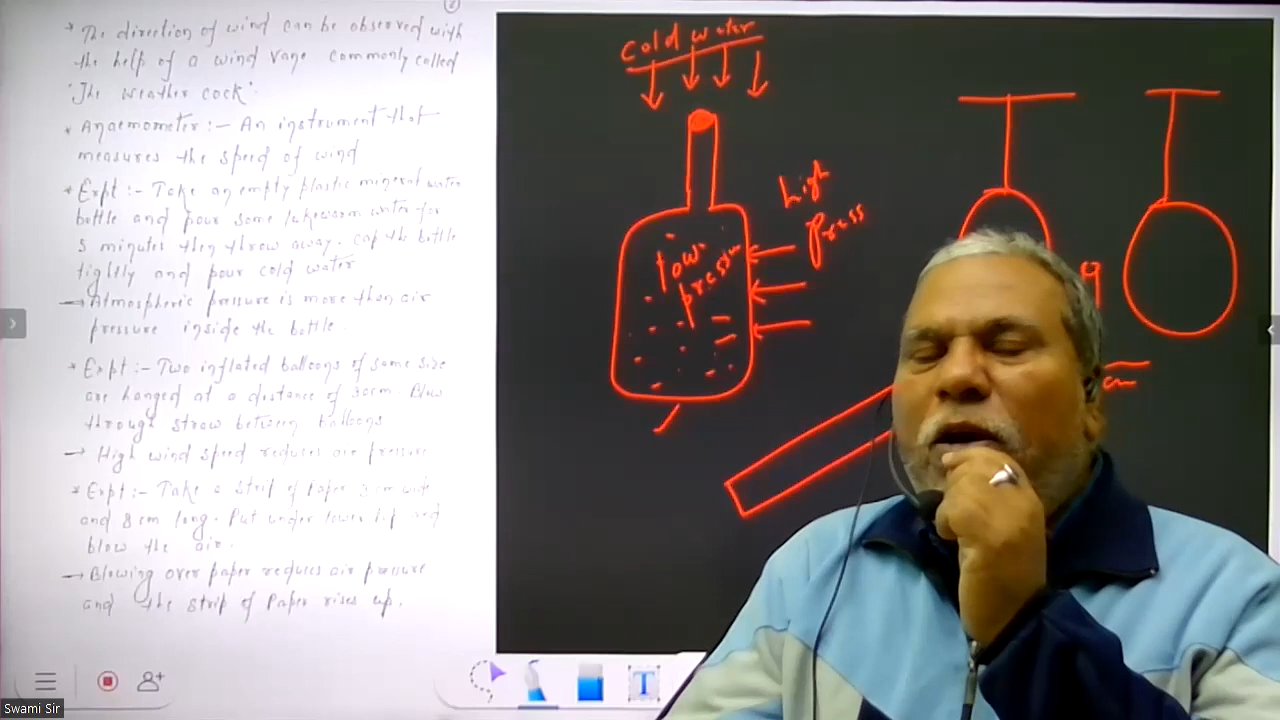 * The direction of wind can be observed with
the help of a wind vane commonly called
"The weather cock".
* Anaemometer :- An instrument that
measures the speed of wind
* Expt :- Take an empty plastic mineral water
bottle and pour some lukewarm water for
5 minutes then throw away. Cap the bottle
tightly and pour cold water
→ Atmospheric pressure is more than air
pressure inside the bottle.
* Expt :- Two inflated balloons of same size
are hanged at a distance of 30cm. Blow
through straw between balloons
→ High wind speed reduces air pressure
* Expt :- Take a strip of Paper 3 cm wide
and 8 cm long. Put under lower lip and
blow the air.
→ Blowing over paper reduces air pressure
and the strip of Paper rises up.
cold water
High
Press
low
pressure
cm
T
Swami Sir